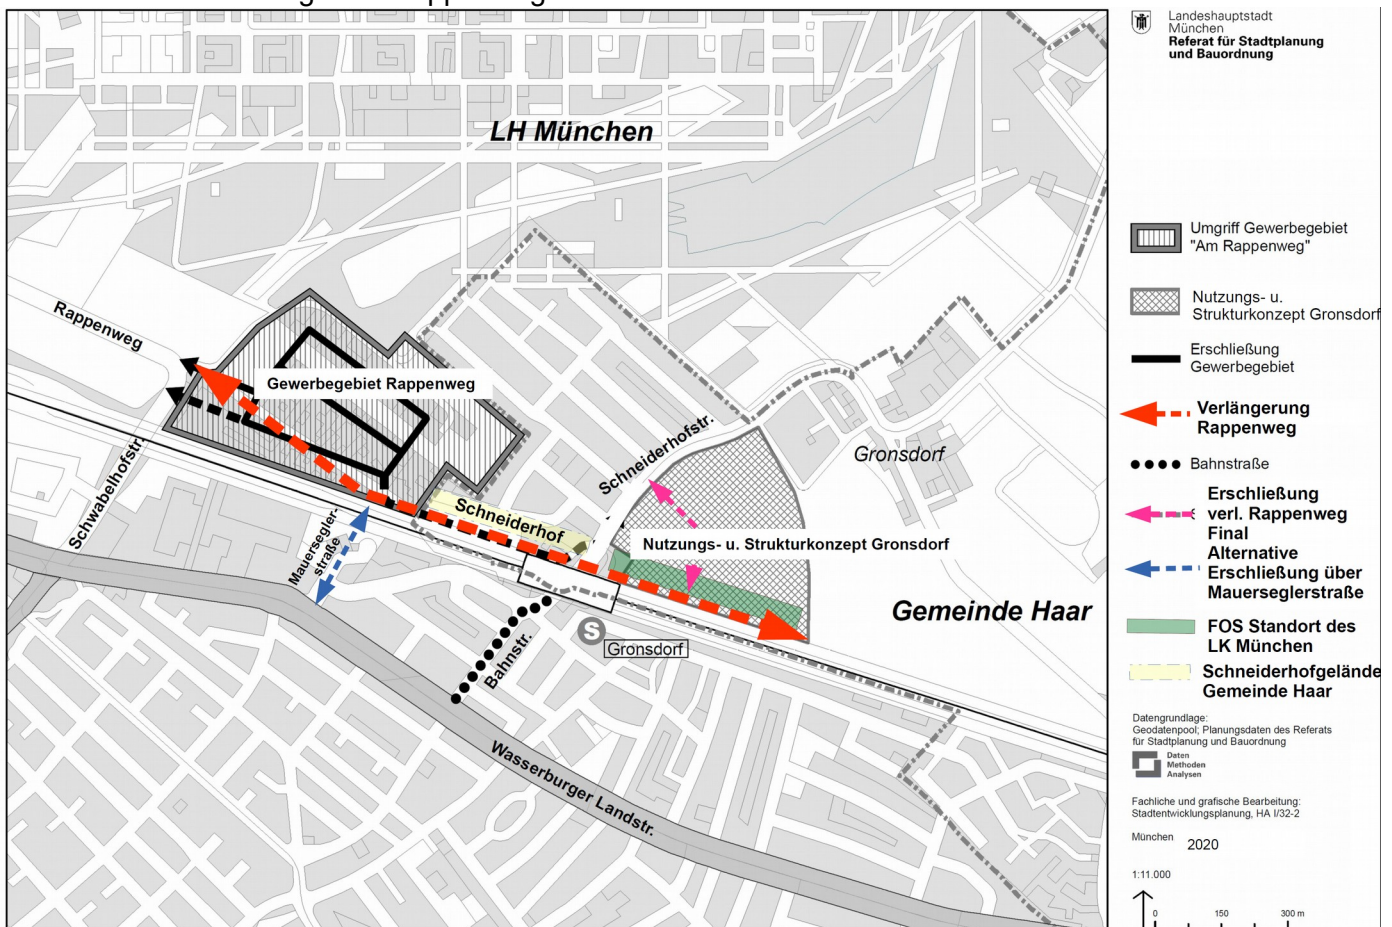 LH München
Rappenweg
Gewerbegebiet Rappenweg
Schwabelhofstr.
Mauersegler-
straße
Schneiderhof
Schneiderhofstr.
Gronsdorf
Nutzungs- u. Strukturkonzept Gronsdorf
Gemeinde Haar
S
Gronsdorf
Bahnstr.
Wasserburger Landstr.
Landeshauptstadt
München
Referat für Stadtplanung
und Bauordnung
Umgriff Gewerbegebiet
"Am Rappenweg"
Nutzungs- u.
Strukturkonzept Gronsdorf
Erschließung
Gewerbegebiet
Verlängerung
Rappenweg
Bahnstraße
Erschließung
verl. Rappenweg
Final
Alternative
Erschließung über
Mauerseglerstraße
FOS Standort des
LK München
Schneiderhofgelände
Gemeinde Haar
Datengrundlage:
Geodatenpool; Planungsdaten des Referats
für Stadtplanung und Bauordnung
Daten
Methoden
Analysen
Fachliche und grafische Bearbeitung:
Stadtentwicklungsplanung, HA I/32-2
München 2020
1:11.000
0 150 300 m